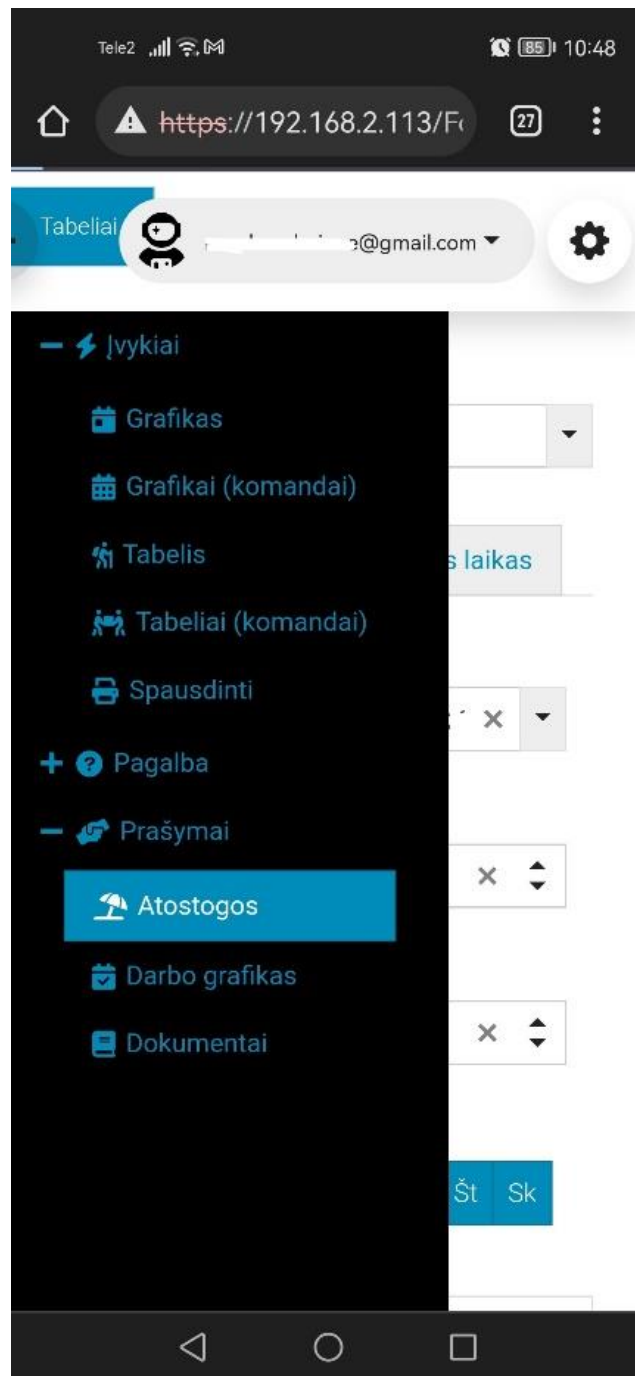 Tele2
85 10:48
https://192.168.2.113/F
27
Tabeliai
@gmail.com
Įvykiai
Grafikas
Grafikai (komandai)
Tabelis
s laikas
Tabeliai (komandai)
Spausdinti
Pagalba
Prašymai
Atostogos
Darbo grafikas
Dokumentai
Št Sk